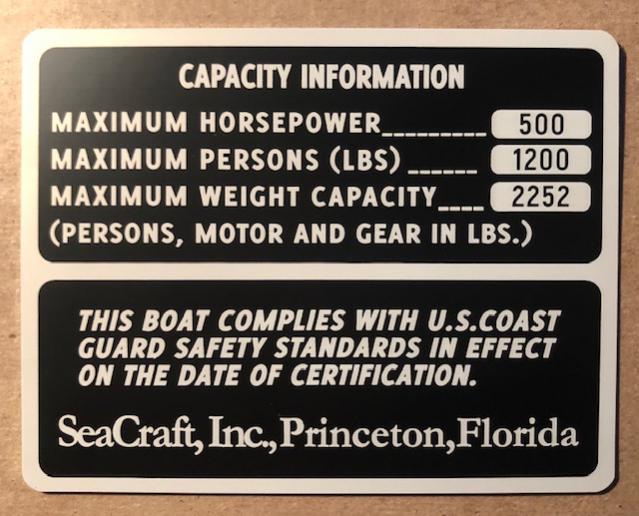 CAPACITY INFORMATION
MAXIMUM HORSEPOWER_________ 500
MAXIMUM PERSONS (LBS) ______ 1200
MAXIMUM WEIGHT CAPACITY____ 2252
(PERSONS, MOTOR AND GEAR IN LBS.)
THIS BOAT COMPLIES WITH U.S.COAST
GUARD SAFETY STANDARDS IN EFFECT
ON THE DATE OF CERTIFICATION.
SeaCraft, Inc., Princeton, Florida